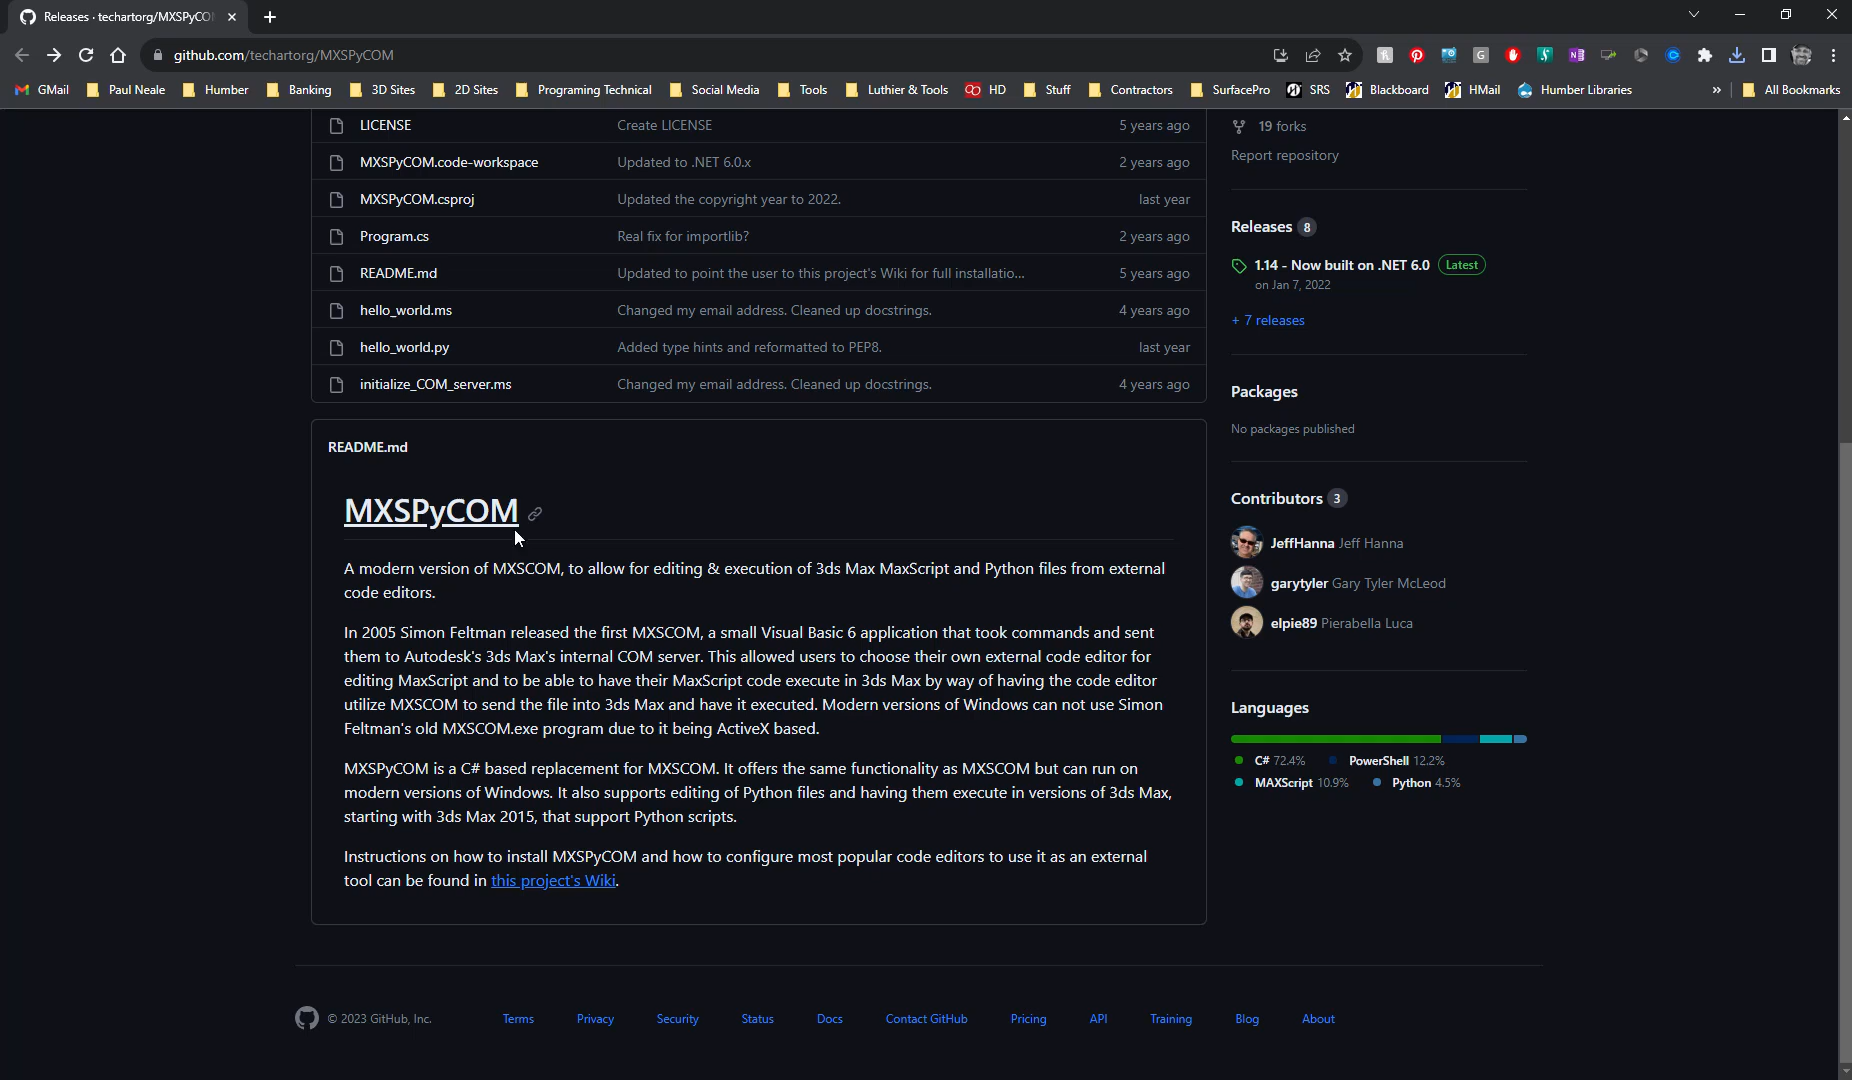 Releases · techartorg/MXSPyCO
github.com/techartorg/MXSPyCOM
GMail Paul Neale Humber Banking 3D Sites 2D Sites Programing Technical Social Media Tools Luthier & Tools HD Stuff Contractors SurfacePro SRS Blackboard HMail Humber Libraries » All Bookmarks
LICENSE Create LICENSE 5 years ago
MXSPyCOM.code-workspace Updated to .NET 6.0.x 2 years ago
MXSPyCOM.csproj Updated the copyright year to 2022. last year
Program.cs Real fix for importlib? 2 years ago
README.md Updated to point the user to this project's Wiki for full installatio... 5 years ago
hello_world.ms Changed my email address. Cleaned up docstrings. 4 years ago
hello_world.py Added type hints and reformatted to PEP8. last year
initialize_COM_server.ms Changed my email address. Cleaned up docstrings. 4 years ago
README.md
MXSPyCOM
A modern version of MXSCOM, to allow for editing & execution of 3ds Max MaxScript and Python files from external
code editors.
In 2005 Simon Feltman released the first MXSCOM, a small Visual Basic 6 application that took commands and sent
them to Autodesk's 3ds Max's internal COM server. This allowed users to choose their own external code editor for
editing MaxScript and to be able to have their MaxScript code execute in 3ds Max by way of having the code editor
utilize MXSCOM to send the file into 3ds Max and have it executed. Modern versions of Windows can not use Simon
Feltman's old MXSCOM.exe program due to it being ActiveX based.
MXSPyCOM is a C# based replacement for MXSCOM. It offers the same functionality as MXSCOM but can run on
modern versions of Windows. It also supports editing of Python files and having them execute in versions of 3ds Max,
starting with 3ds Max 2015, that support Python scripts.
Instructions on how to install MXSPyCOM and how to configure most popular code editors to use it as an external
tool can be found in this project's Wiki.
19 forks
Report repository
Releases 8
1.14 - Now built on .NET 6.0 Latest
on Jan 7, 2022
+ 7 releases
Packages
No packages published
Contributors 3
JeffHanna Jeff Hanna
garytyler Gary Tyler McLeod
elpie89 Pierabella Luca
Languages
C# 72.4% PowerShell 12.2%
MAXScript 10.9% Python 4.5%
© 2023 GitHub, Inc. Terms Privacy Security Status Docs Contact GitHub Pricing API Training Blog About